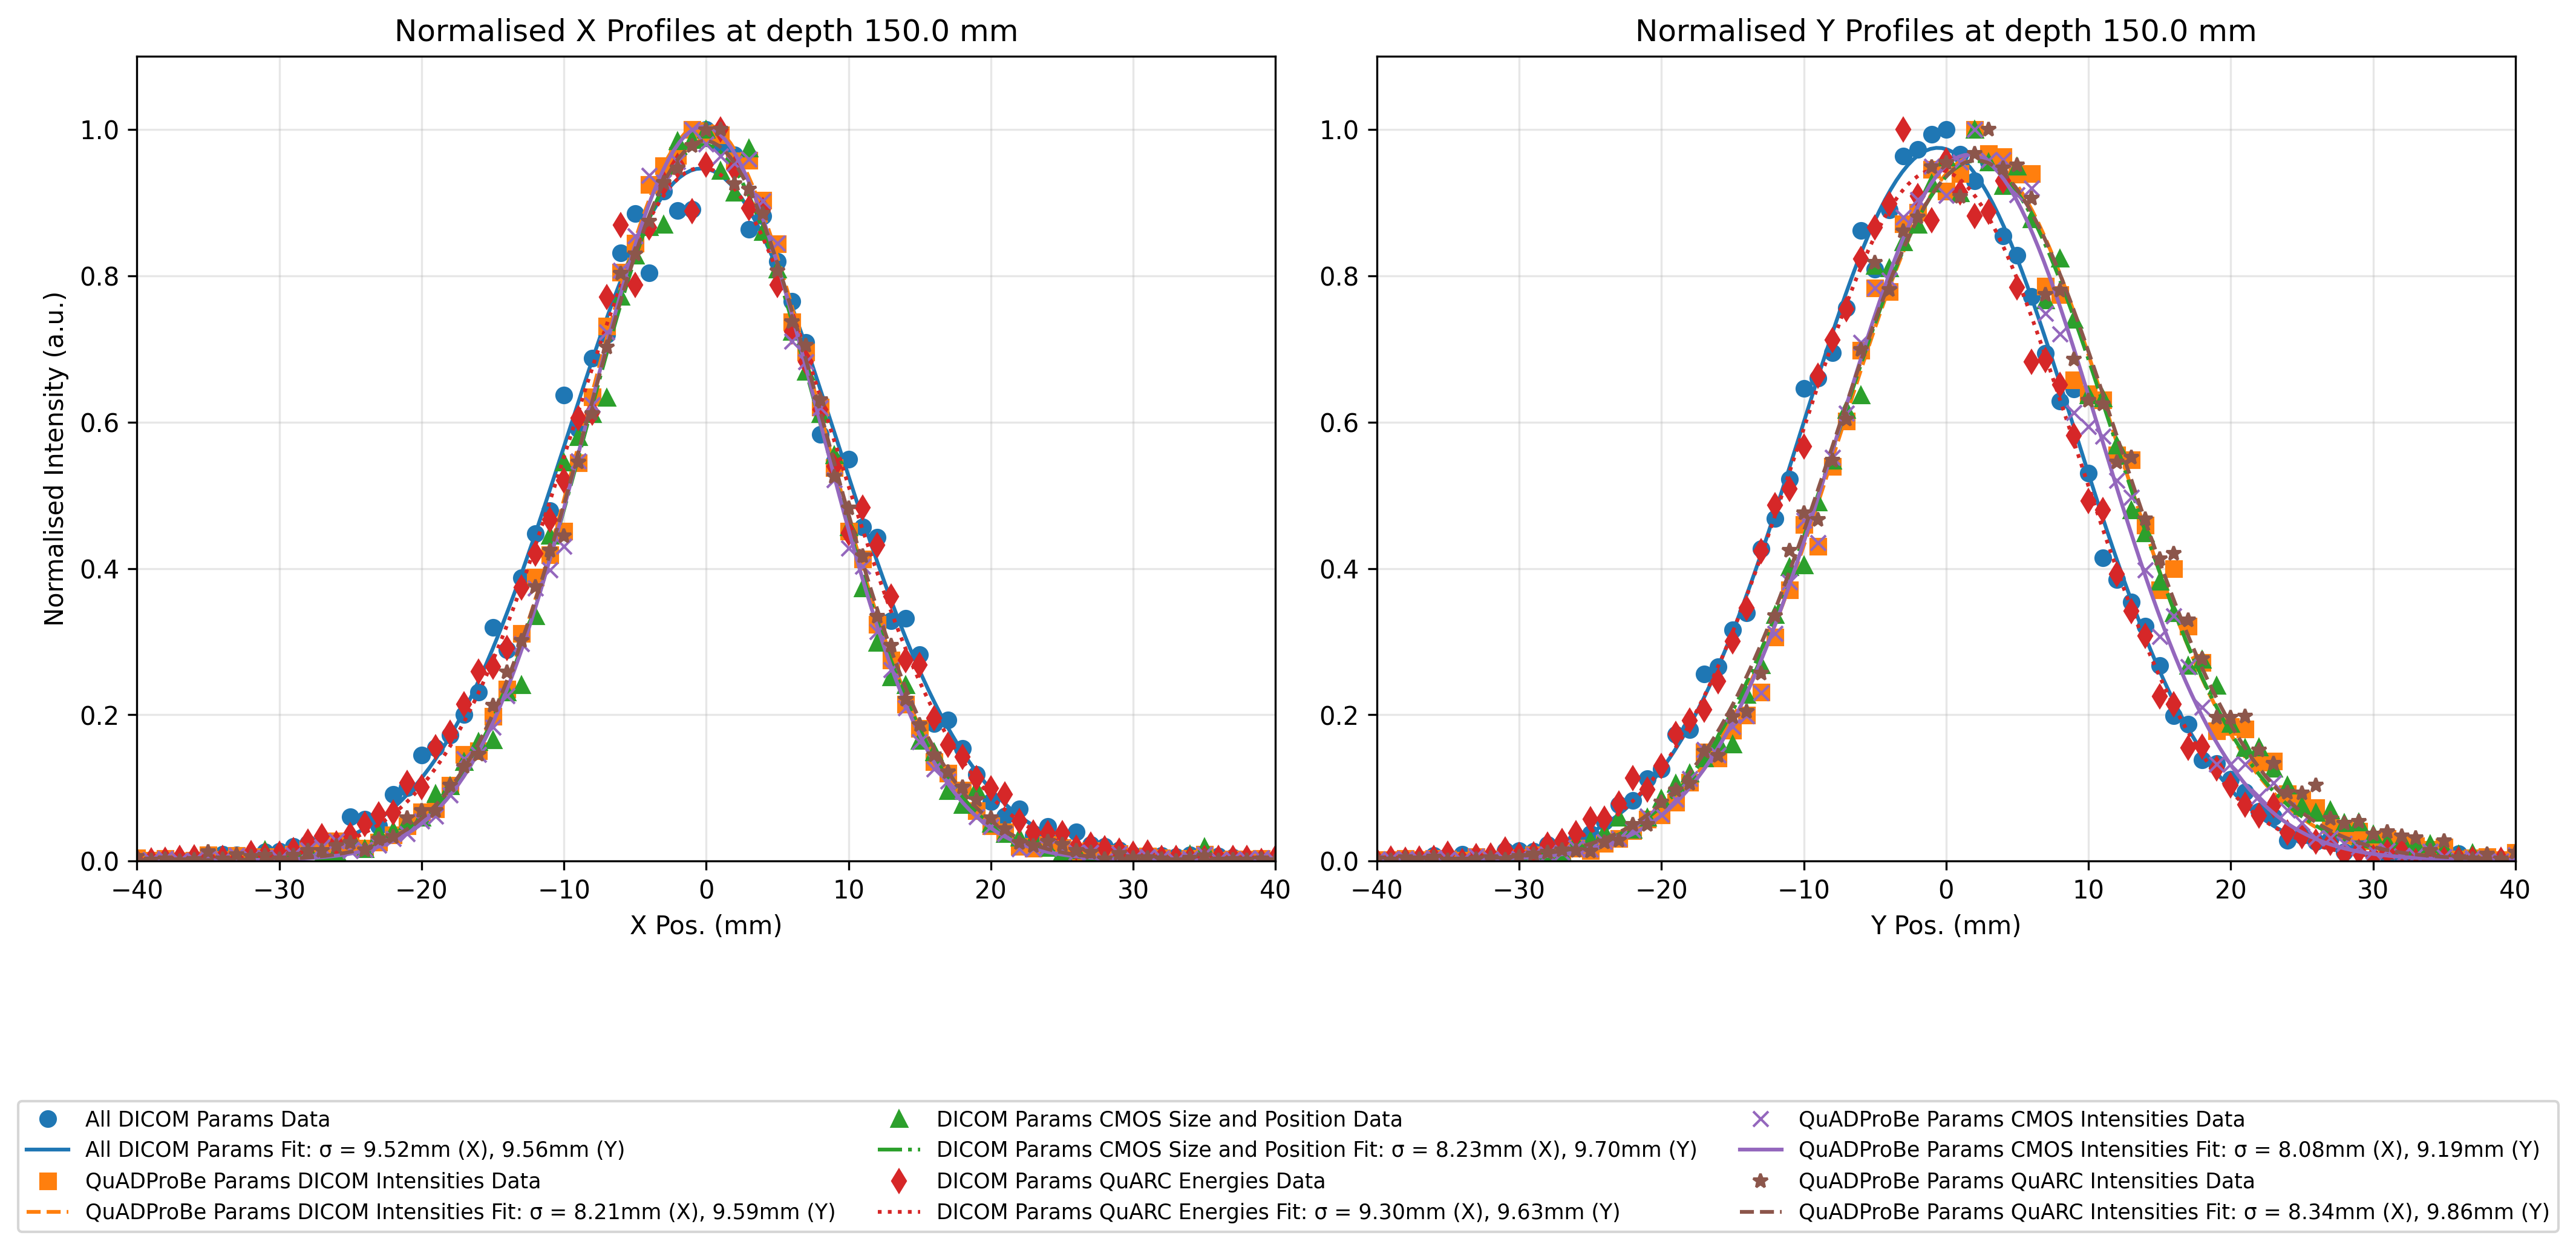 Normalised X Profiles at depth 150.0 mm
Normalised Intensity (a.u.)
1.0
0.8
0.6
0.4
0.2
0.0
−40 −30 −20 −10 0 10 20 30 40
X Pos. (mm)
Normalised Y Profiles at depth 150.0 mm
1.0
0.8
0.6
0.4
0.2
0.0
−40 −30 −20 −10 0 10 20 30 40
Y Pos. (mm)
All DICOM Params Data
All DICOM Params Fit: σ = 9.52mm (X), 9.56mm (Y)
QuADProBe Params DICOM Intensities Data
QuADProBe Params DICOM Intensities Fit: σ = 8.21mm (X), 9.59mm (Y)
DICOM Params CMOS Size and Position Data
DICOM Params CMOS Size and Position Fit: σ = 8.23mm (X), 9.70mm (Y)
DICOM Params QuARC Energies Data
DICOM Params QuARC Energies Fit: σ = 9.30mm (X), 9.63mm (Y)
QuADProBe Params CMOS Intensities Data
QuADProBe Params CMOS Intensities Fit: σ = 8.08mm (X), 9.19mm (Y)
QuADProBe Params QuARC Intensities Data
QuADProBe Params QuARC Intensities Fit: σ = 8.34mm (X), 9.86mm (Y)